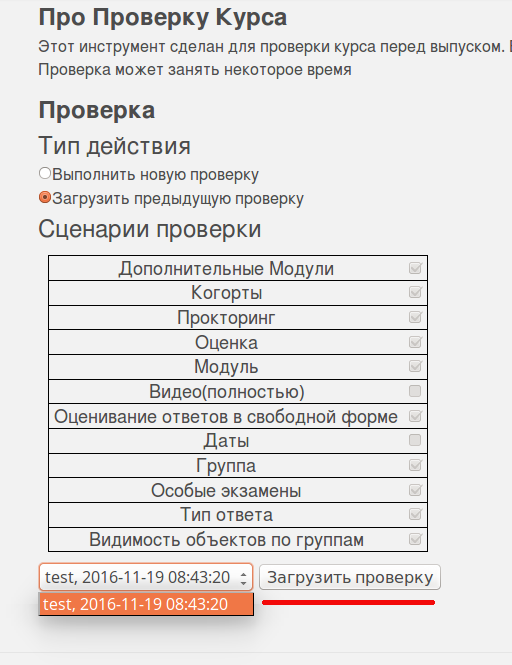 Про Проверку Курса
Этот инструмент сделан для проверки курса перед выпуском.
Проверка может занять некоторое время
Проверка
Тип действия
Выполнить новую проверку
Загрузить предыдущую проверку
Сценарии проверки
Дополнительные Модули
Когорты
Прокторинг
Оценка
Модуль
Видео(полностью)
Оценивание ответов в свободной форме
Даты
Группа
Особые экзамены
Тип ответа
Видимость объектов по группам
test, 2016-11-19 08:43:20 Загрузить проверку
test, 2016-11-19 08:43:20